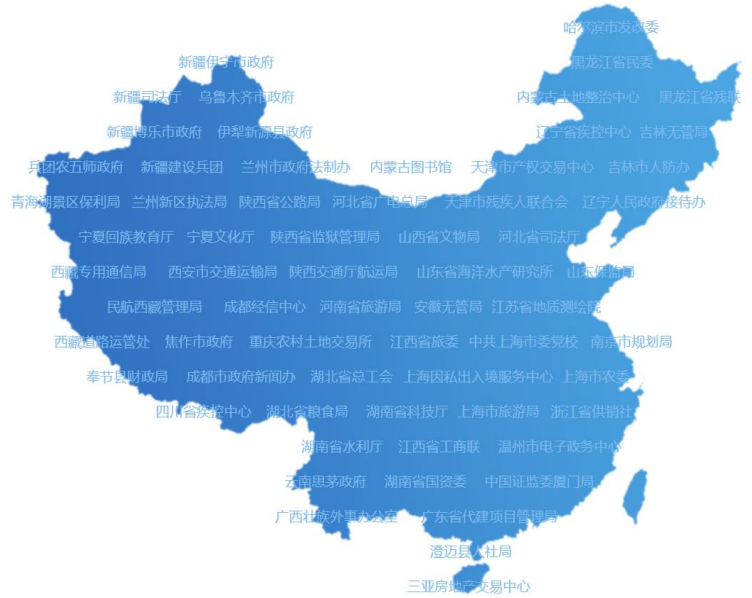 哈尔滨市发改委
新疆伊宁市政府 黑龙江省民委
新疆司法厅 乌鲁木齐市政府 内蒙古土地整治中心 黑龙江省残联
新疆博乐市政府 伊犁新源县政府 辽宁省疾控中心 吉林无管局
兵团农五师政府 新疆建设兵团 兰州市政府法制办 内蒙古图书馆 天津市产权交易中心 吉林市人防办
青海湖景区保利局 兰州新区执法局 陕西省公路局 河北省广电总局 天津市残疾人联合会 辽宁人民政府接待办
宁夏回族教育厅 宁夏文化厅 陕西省监狱管理局 山西省文物局 河北省司法厅
西藏专用通信局 西安市交通运输局 陕西交通厅航运局 山东省海洋水产研究所 山东保监局
民航西藏管理局 成都经信中心 河南省旅游局 安徽无管局 江苏省地质测绘院
西藏道路运管处 焦作市政府 重庆农村土地交易所 江西省旅委 中共上海市委党校 南京市规划局
奉节县财政局 成都市政府新闻办 湖北省总工会 上海因私出入境服务中心 上海市农委
四川省疾控中心 湖北省粮食局 湖南省科技厅 上海市旅游局 浙江省供销社
湖南省水利厅 江西省工商联 温州市电子政务中心
云南思茅政府 湖南省国资委 中国证监委厦门局
广西壮族外事办公室 广东省代建项目管理局
澄迈县人社局
三亚房地产交易中心